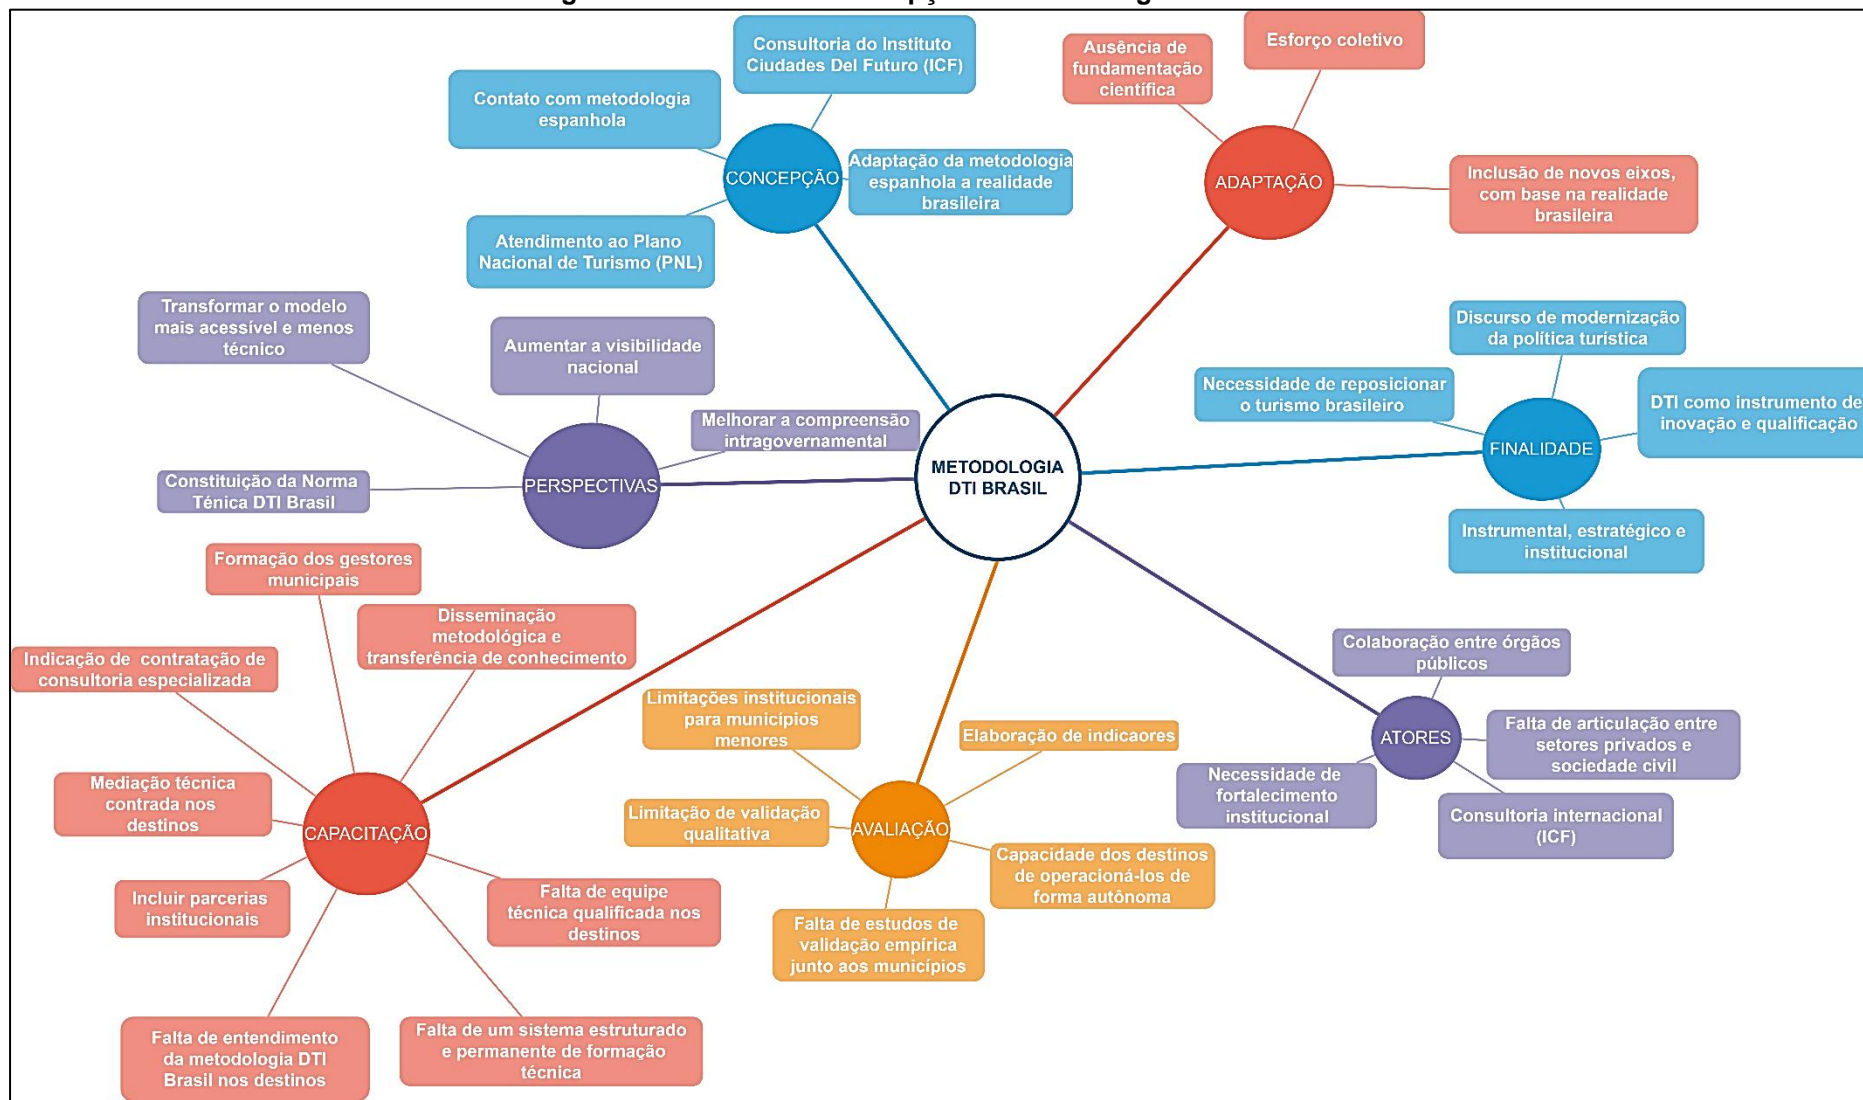 Consultoria do Instituto
Ciudades Del Futuro (ICF)
Contato com metodologia
espanhola
CONCEPÇÃO
Adaptação da metodologia
espanhola a realidade
brasileira
Atendimento ao Plano
Nacional de Turismo (PNL)
Ausência de
fundamentação
científica
Esforço coletivo
ADAPTAÇÃO
Inclusão de novos eixos,
com base na realidade
brasileira
Transformar o modelo
mais acessível e menos
técnico
Aumentar a visibilidade
nacional
Melhorar a compreensão
intragovernamental
Constituição da Norma
Ténica DTI Brasil
PERSPECTIVAS
METODOLOGIA
DTI BRASIL
Discurso de modernização
da política turística
Necessidade de reposicionar
o turismo brasileiro
DTI como instrumento de
inovação e qualificação
FINALIDADE
Instrumental, estratégico e
institucional
Formação dos gestores
municipais
Disseminação
metodológica e
transferência de conhecimento
Indicação de contratação de
consultoria especializada
Mediação técnica
contrada nos
destinos
CAPACITAÇÃO
Incluir parcerias
institucionais
Falta de equipe
técnica qualificada nos
destinos
Falta de entendimento
da metodologia DTI
Brasil nos destinos
Falta de um sistema estruturado
e permanente de formação
técnica
Limitações institucionais
para municípios
menores
Elaboração de indicaores
Limitação de validação
qualitativa
AVALIAÇÃO
Capacidade dos destinos
de operacioná-los de
forma autônoma
Falta de estudos de
validação empírica
junto aos municípios
Colaboração entre órgãos
públicos
ATORES
Falta de articulação entre
setores privados e
sociedade civil
Necessidade de
fortalecimento
institucional
Consultoria internacional
(ICF)